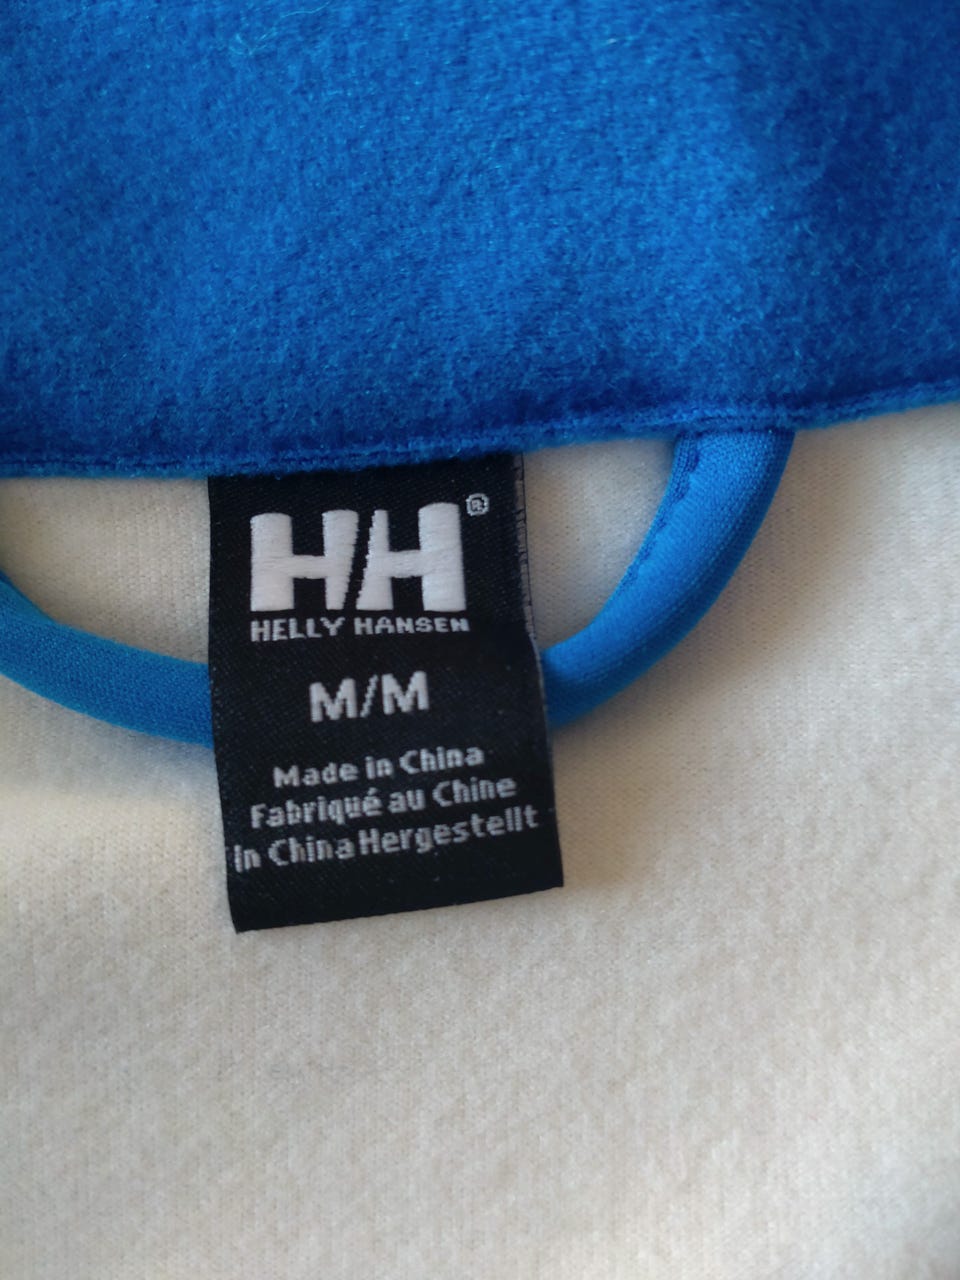 HH®
HELLY HANSEN
M/M
Made in China
Fabriqué au Chine
In China Hergestellt